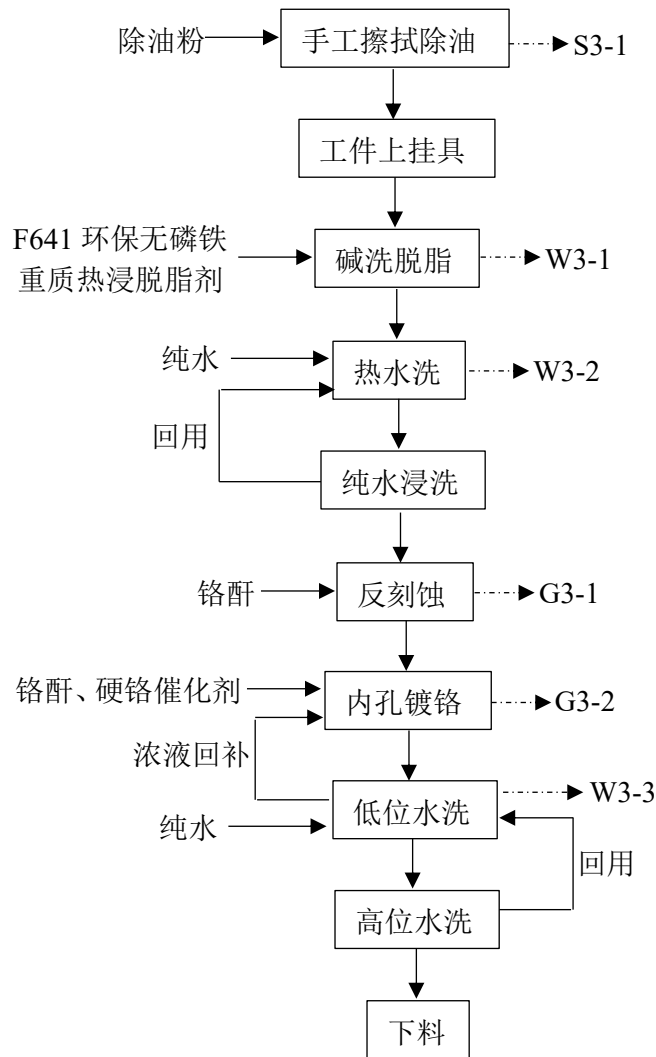 除油粉
手工擦拭除油
S3-1
工件上挂具
F641 环保无磷铁
重质热浸脱脂剂
碱洗脱脂
W3-1
纯水
热水洗
W3-2
回用
纯水浸洗
铬酐
反刻蚀
G3-1
铬酐、硬铬催化剂
内孔镀铬
G3-2
浓液回补
低位水洗
W3-3
纯水
回用
高位水洗
下料